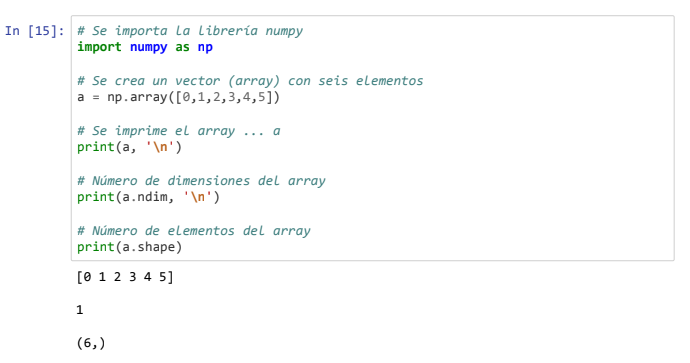 In [15]: # Se importa la librería numpy
import numpy as np
# Se crea un vector (array) con seis elementos
a = np.array([0,1,2,3,4,5])
# Se imprime el array ... a
print(a, '\n')
# Número de dimensiones del array
print(a.ndim, '\n')
# Número de elementos del array
print(a.shape)
[0 1 2 3 4 5]
1
(6,)